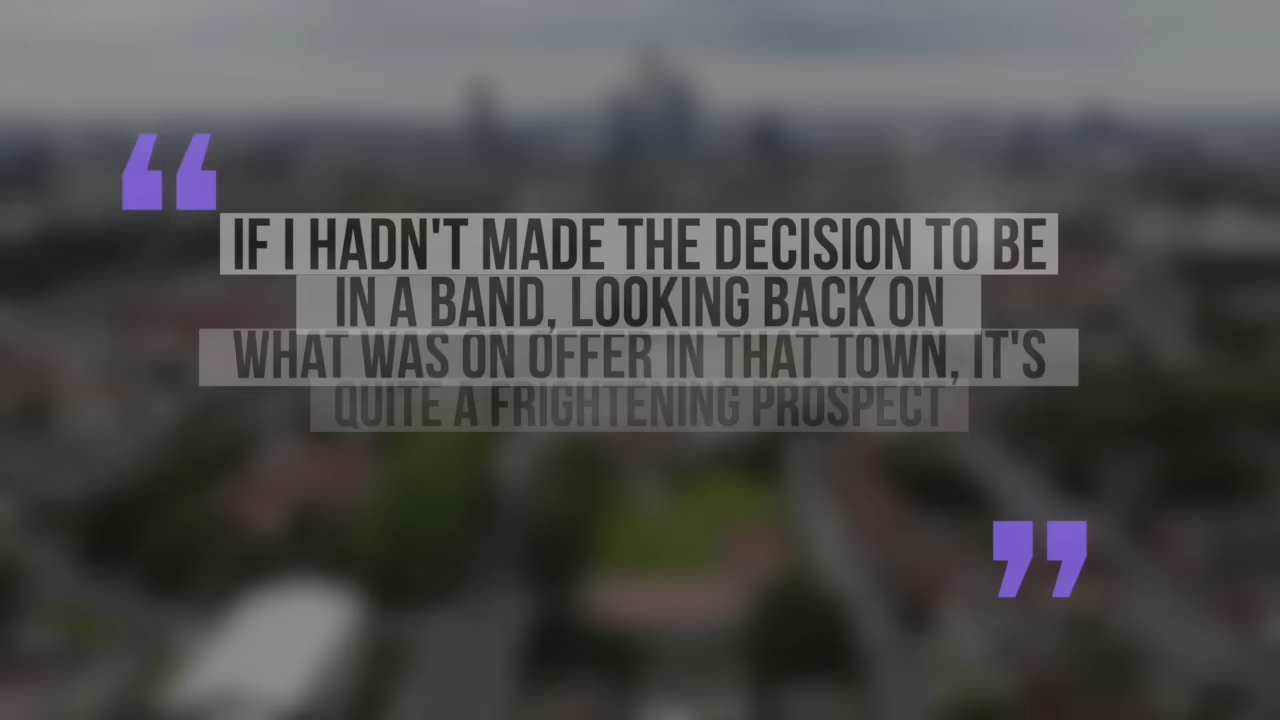 “
IF I HADN'T MADE THE DECISION TO BE
IN A BAND, LOOKING BACK ON
WHAT WAS ON OFFER IN THAT TOWN, IT'S
QUITE A FRIGHTENING PROSPECT
”